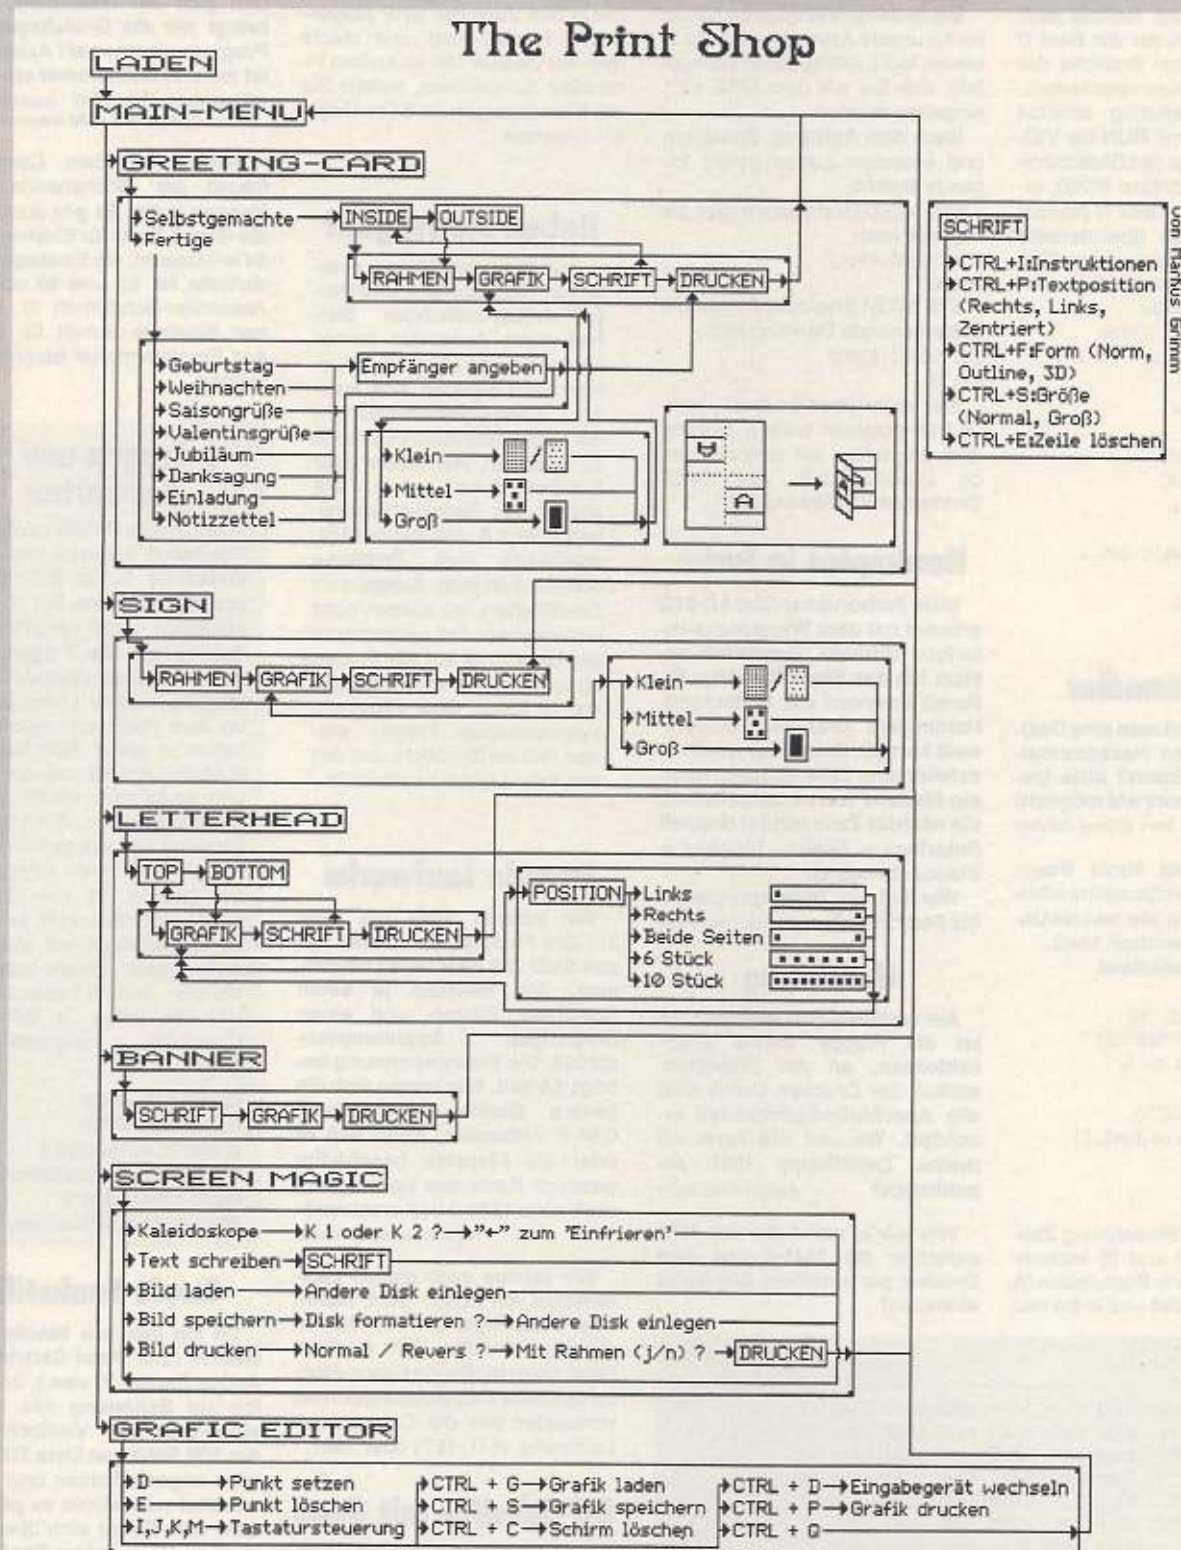 The Print Shop
LADEN
MAIN-MENU
GREETING-CARD
Selbstgemachte INSIDE OUTSIDE
Fertige
RAHMEN GRAFIK SCHRIFT DRUCKEN
Geburtstag Empfänger angeben
Weihnachten
Saisongrüße
Valentinsgrüße
Jubiläum
Danksagung
Einladung
Notizzettel
Klein /
Mittel
Groß
A
A
SCHRIFT
CTRL+I:Instruktionen
CTRL+P:Textposition
(Rechts, Links,
Zentriert)
CTRL+F:Form (Norm,
Outline, 3D)
CTRL+S:Größe
(Normal, Groß)
CTRL+E:Zeile löschen
von Markus Grimm
SIGN
RAHMEN GRAFIK SCHRIFT DRUCKEN
Klein /
Mittel
Groß
LETTERHEAD
TOP BOTTOM
GRAFIK SCHRIFT DRUCKEN
POSITION Links
Rechts
Beide Seiten
6 Stück
10 Stück
BANNER
SCHRIFT GRAFIK DRUCKEN
SCREEN MAGIC
Kaleidoskope K 1 oder K 2 ? "←" zum 'Einfrieren'
Text schreiben SCHRIFT
Bild laden Andere Disk einlegen
Bild speichern Disk formatieren ? Andere Disk einlegen
Bild drucken Normal / Revers ? Mit Rahmen (j/n) ? DRUCKEN
GRAFIC EDITOR
D Punkt setzen CTRL + G Grafik laden CTRL + D Eingabegerät wechseln
E Punkt löschen CTRL + S Grafik speichern CTRL + P Grafik drucken
I,J,K,M Tastatursteuerung CTRL + C Schirm löschen CTRL + Q